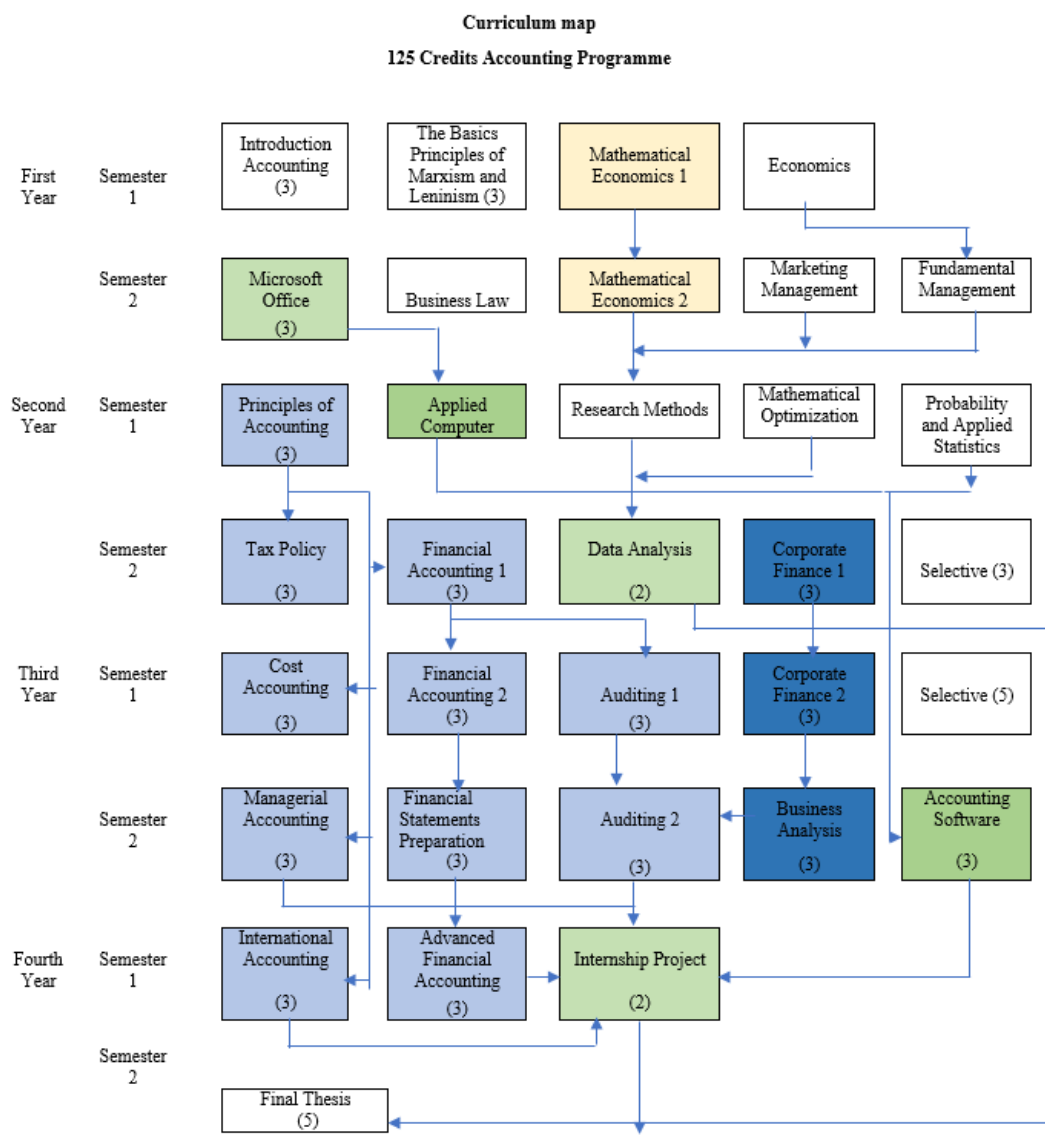 Curriculum map
125 Credits Accounting Programme
First
Year
Semester
1
Introduction
Accounting
(3)
The Basics
Principles of
Marxism and
Leninism (3)
Mathematical
Economics 1
Economics
Semester
2
Microsoft
Office
(3)
Business Law
Mathematical
Economics 2
Marketing
Management
Fundamental
Management
Second
Year
Semester
1
Principles of
Accounting
(3)
Applied
Computer
Research Methods
Mathematical
Optimization
Probability
and Applied
Statistics
Semester
2
Tax Policy
(3)
Financial
Accounting 1
(3)
Data Analysis
(2)
Corporate
Finance 1
(3)
Selective (3)
Third
Year
Semester
1
Cost
Accounting
(3)
Financial
Accounting 2
(3)
Auditing 1
(3)
Corporate
Finance 2
(3)
Selective (5)
Semester
2
Managerial
Accounting
(3)
Financial
Statements
Preparation
(3)
Auditing 2
(3)
Business
Analysis
(3)
Accounting
Software
(3)
Fourth
Year
Semester
1
International
Accounting
(3)
Advanced
Financial
Accounting
(3)
Internship Project
(2)
Semester
2
Final Thesis
(5)